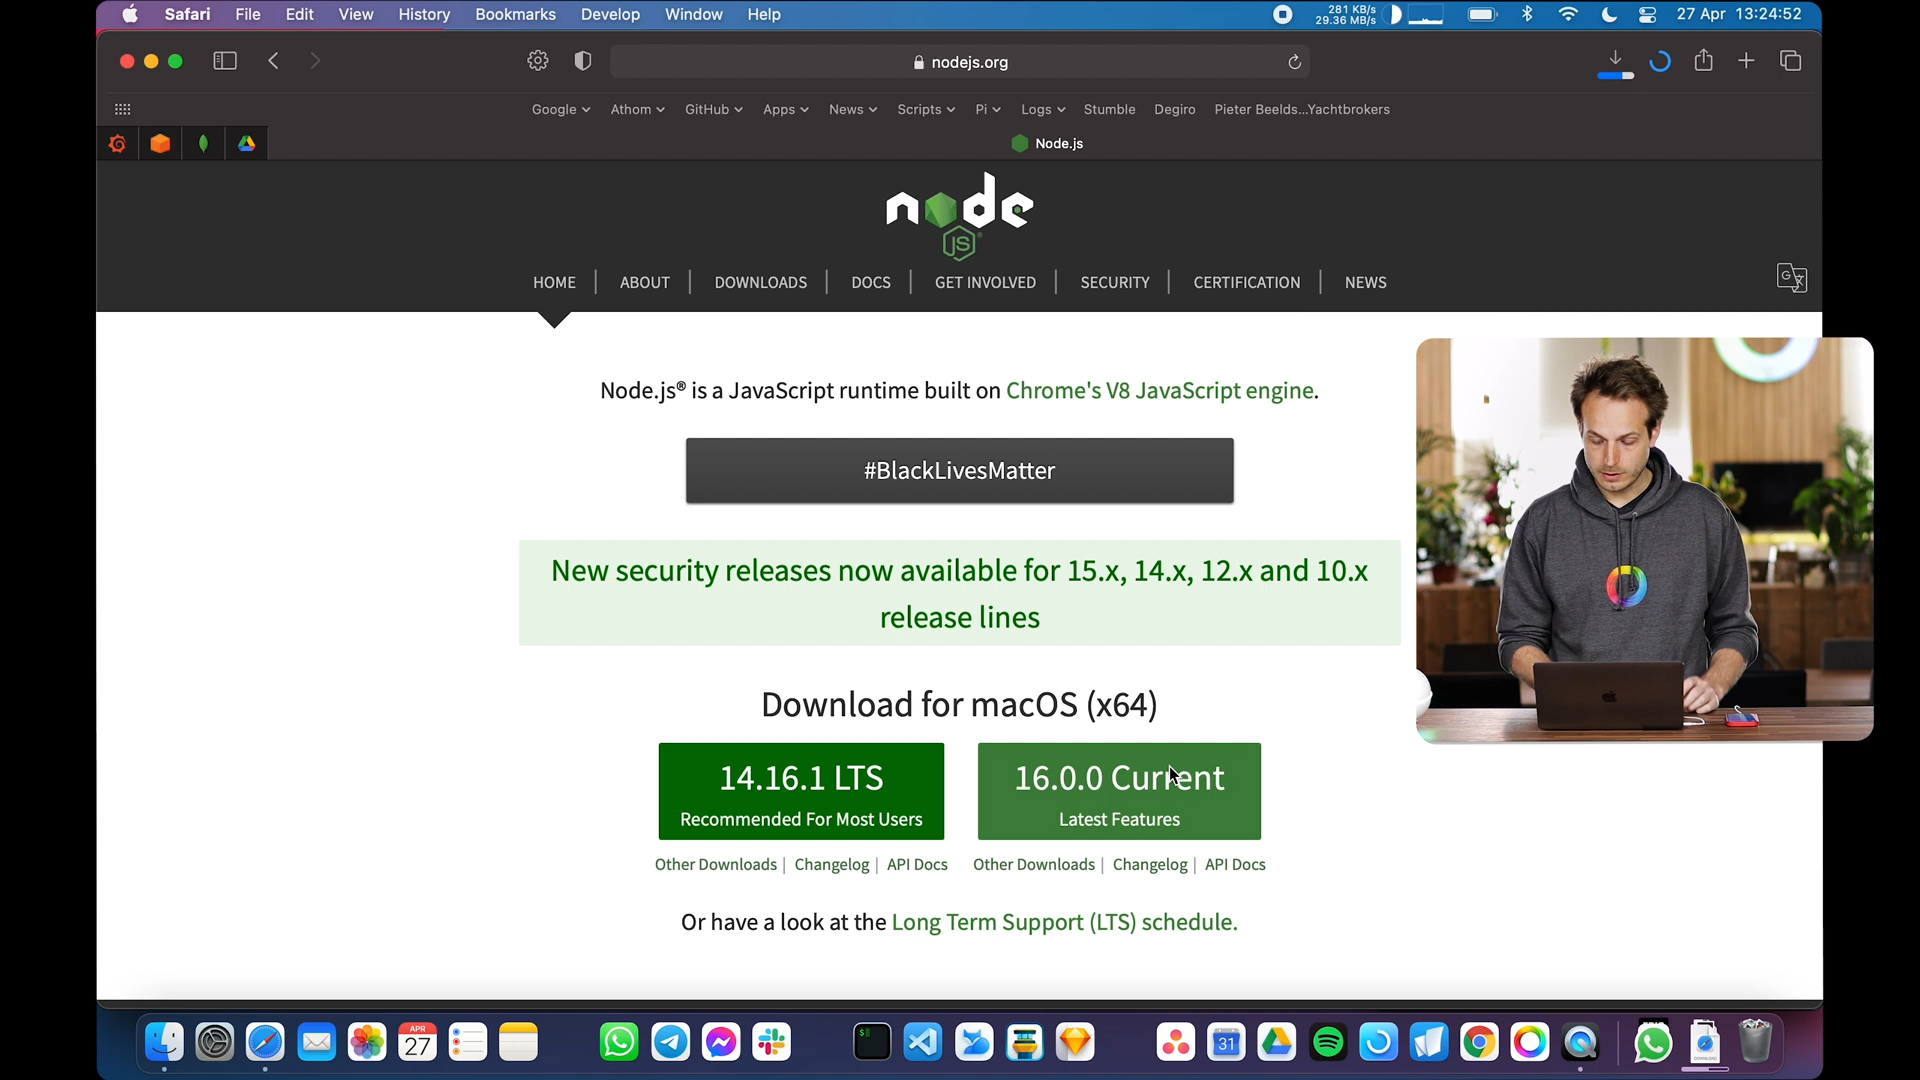 Safari File Edit View History Bookmarks Develop Window Help
281 KB/s
29.36 MB/s
27 Apr 13:24:52
nodejs.org
Google Athom GitHub Apps News Scripts Pi Logs Stumble Degiro Pieter Beelds...Yachtbrokers
Node.js
node
JS
HOME ABOUT DOWNLOADS DOCS GET INVOLVED SECURITY CERTIFICATION NEWS
Node.js® is a JavaScript runtime built on Chrome's V8 JavaScript engine.
#BlackLivesMatter
New security releases now available for 15.x, 14.x, 12.x and 10.x
release lines
Download for macOS (x64)
14.16.1 LTS
Recommended For Most Users
16.0.0 Current
Latest Features
Other Downloads | Changelog | API Docs
Other Downloads | Changelog | API Docs
Or have a look at the Long Term Support (LTS) schedule.
APR
27
31